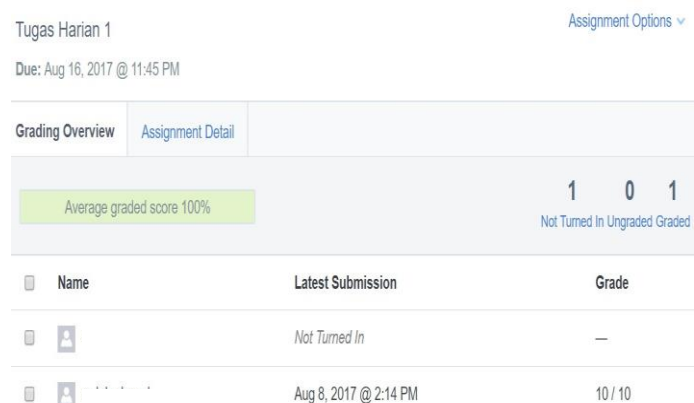 Tugas Harian 1
Assignment Options
Due: Aug 16, 2017 @ 11:45 PM
Grading Overview Assignment Detail
Average graded score 100%
1 0 1
Not Turned In Ungraded Graded
Name Latest Submission Grade
Not Turned In —
Aug 8, 2017 @ 2:14 PM 10 / 10